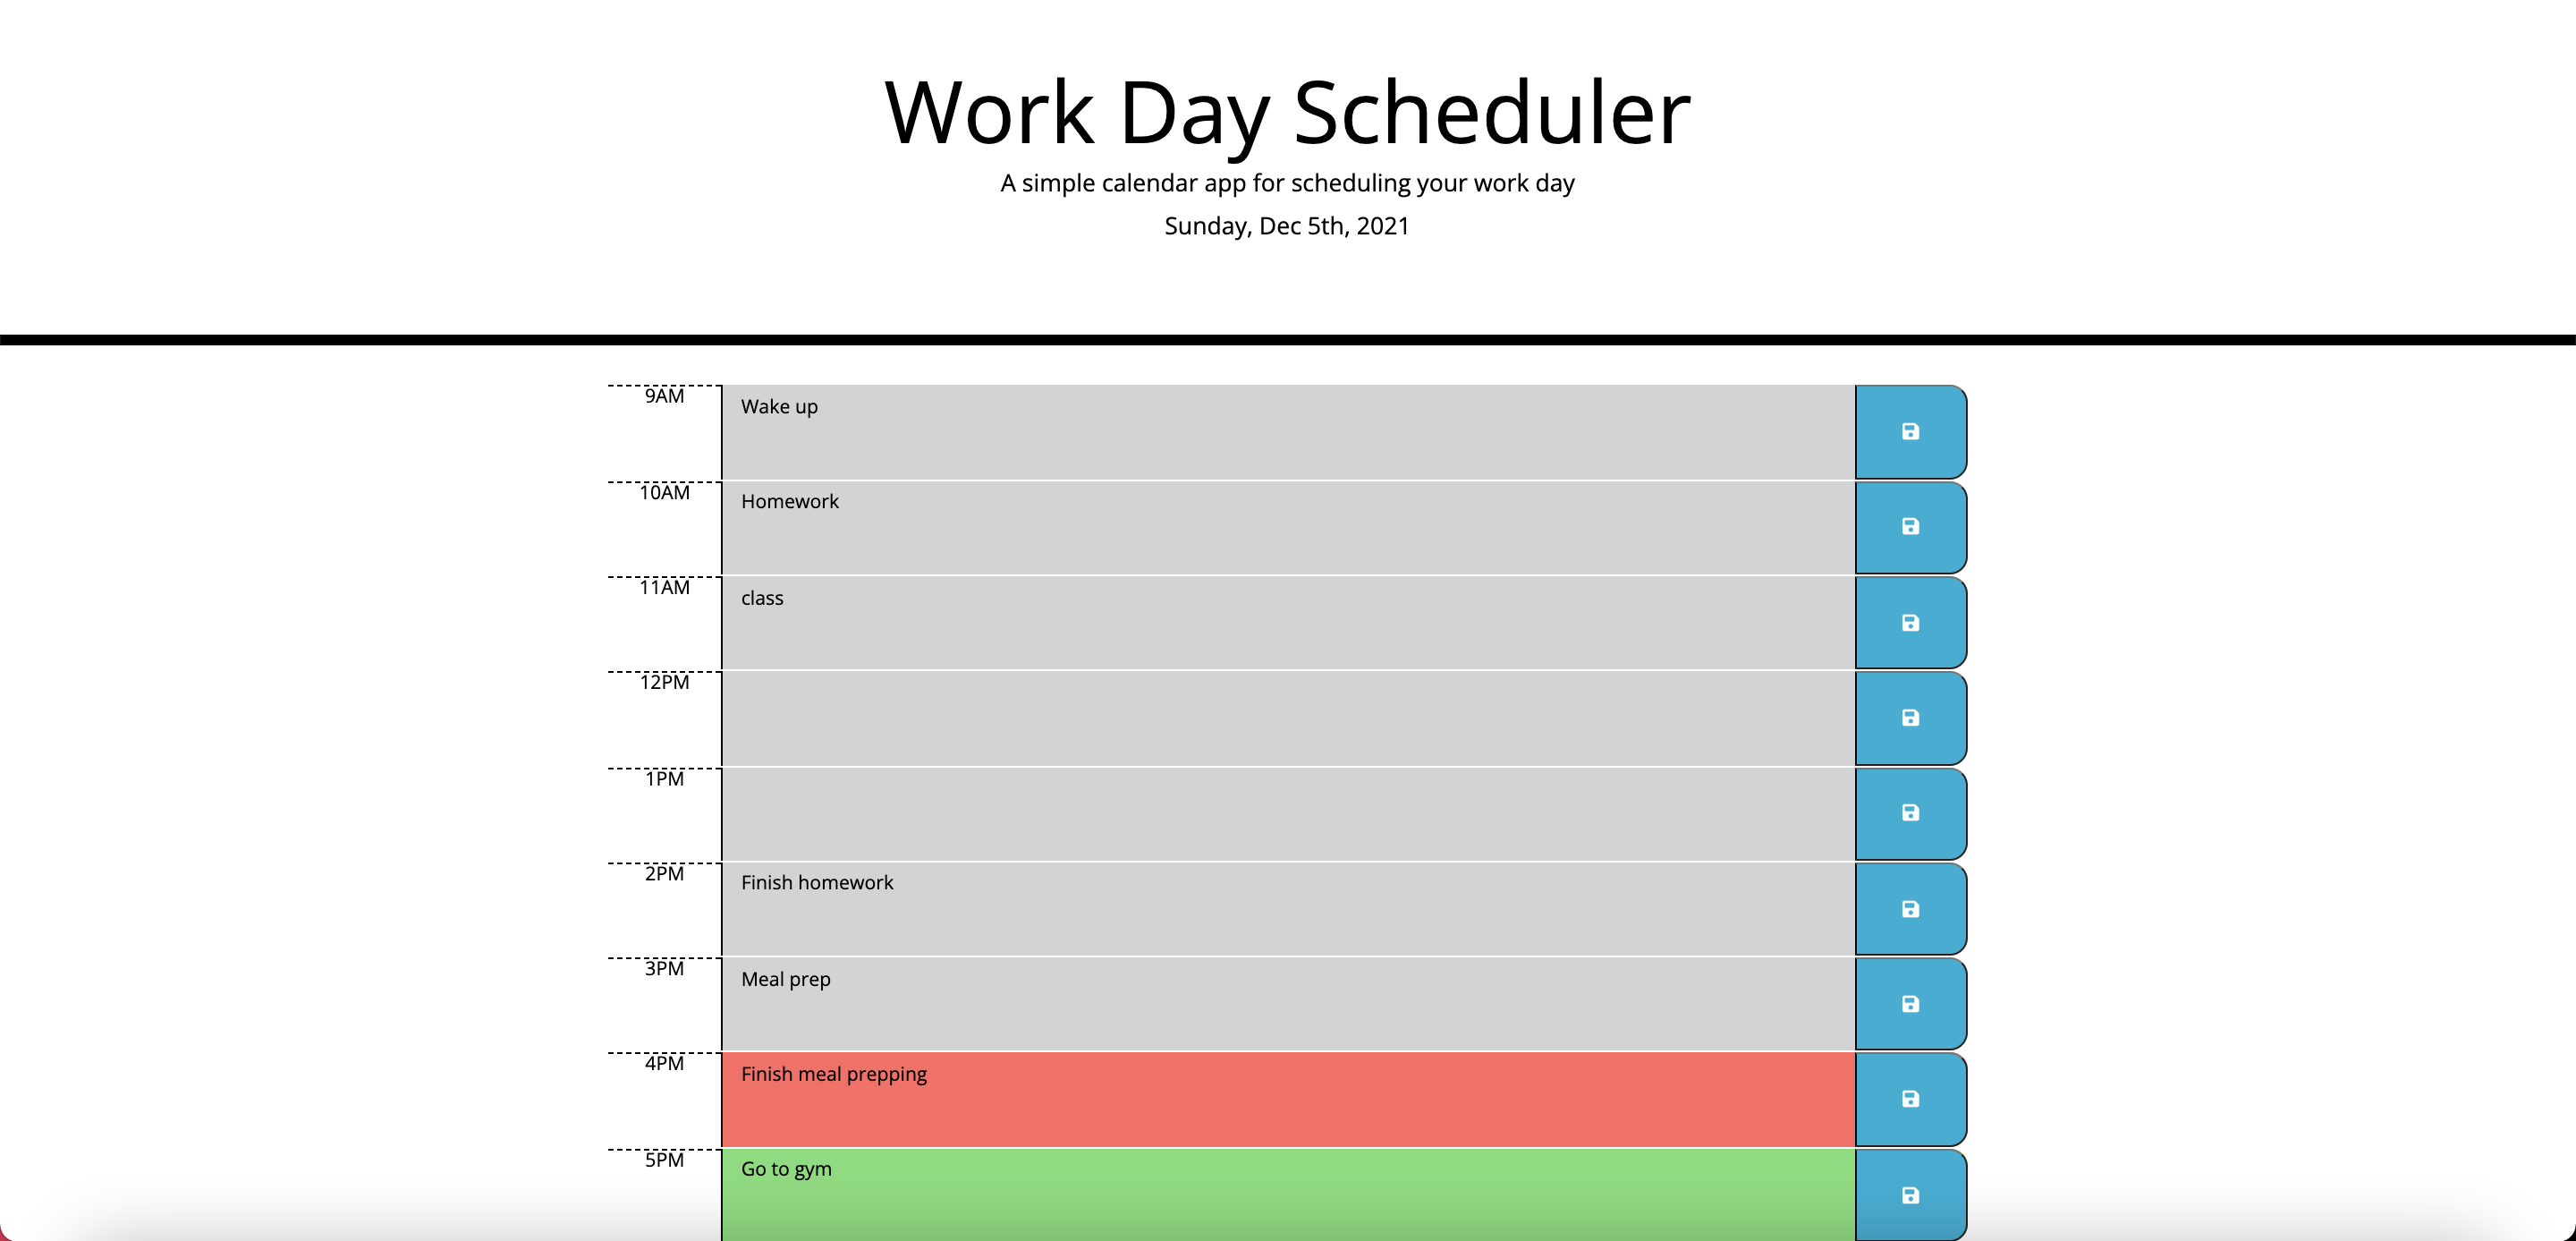 Work Day Scheduler
A simple calendar app for scheduling your work day
Sunday, Dec 5th, 2021
9AM
Wake up
10AM
Homework
11AM
class
12PM
1PM
2PM
Finish homework
3PM
Meal prep
4PM
Finish meal prepping
5PM
Go to gym